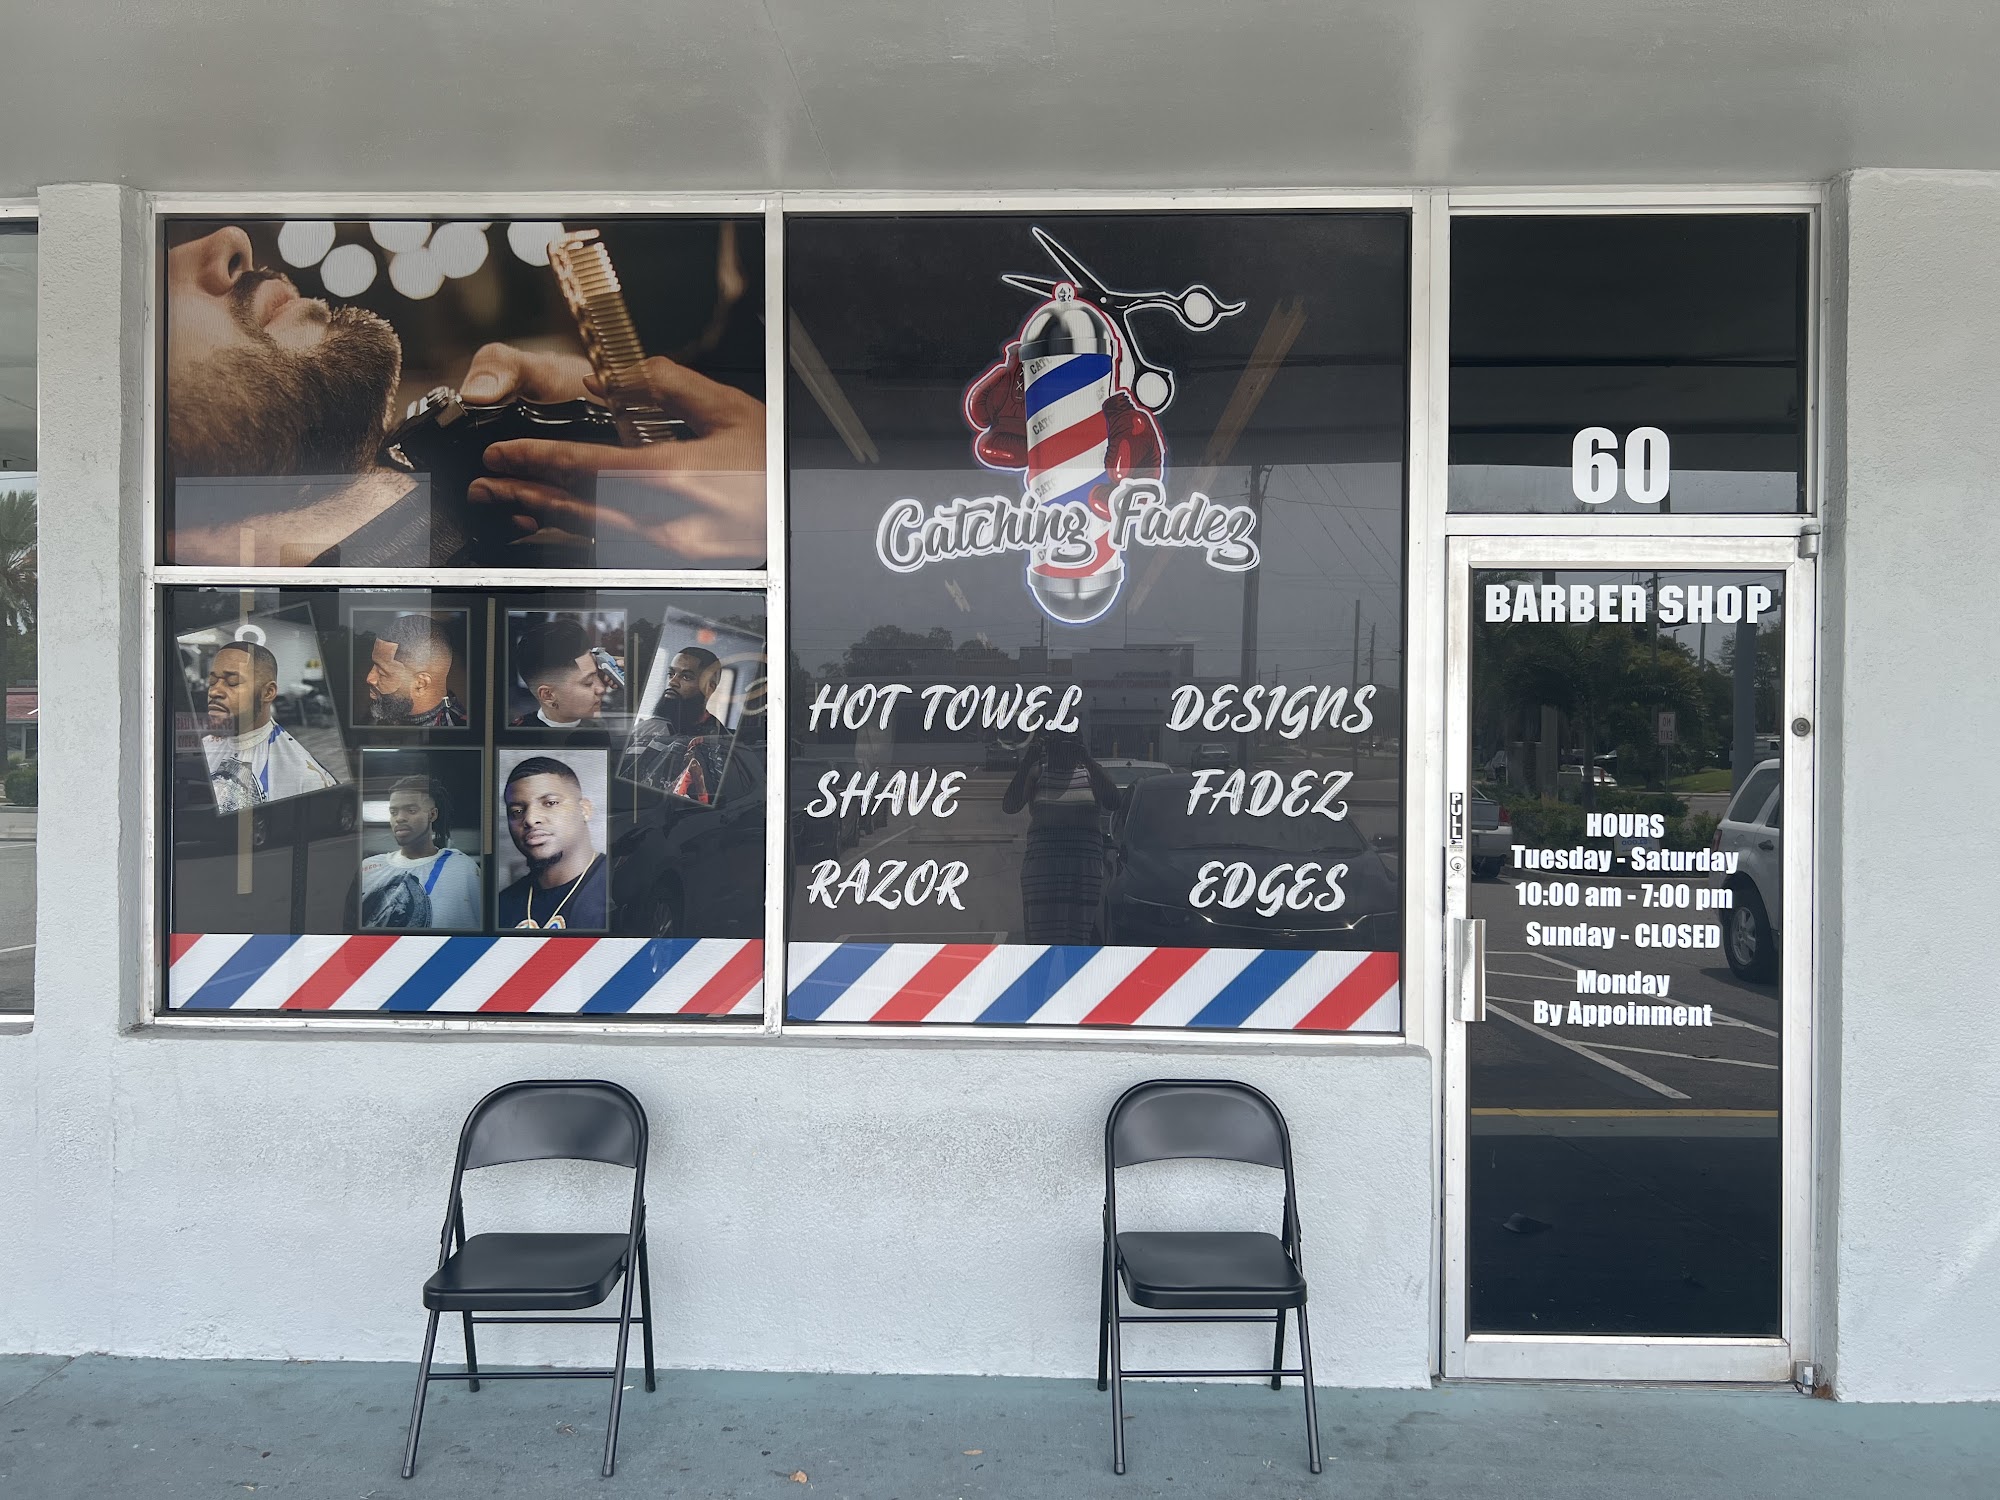 Catching Fadez
HOT TOWEL
SHAVE
RAZOR
DESIGNS
FADEZ
EDGES
60
BARBER SHOP
PULL
HOURS
Tuesday - Saturday
10:00 am - 7:00 pm
Sunday - CLOSED
Monday
By Appoinment